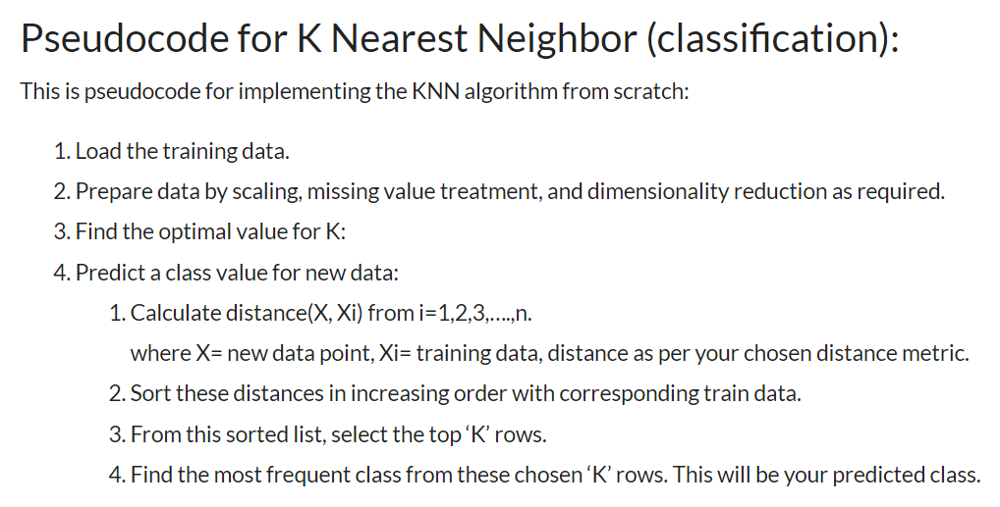 Pseudocode for K Nearest Neighbor (classification):
This is pseudocode for implementing the KNN algorithm from scratch:
1. Load the training data.
2. Prepare data by scaling, missing value treatment, and dimensionality reduction as required.
3. Find the optimal value for K:
4. Predict a class value for new data:
1. Calculate distance(X, Xi) from i=1,2,3,….,n.
where X= new data point, Xi= training data, distance as per your chosen distance metric.
2. Sort these distances in increasing order with corresponding train data.
3. From this sorted list, select the top ‘K’ rows.
4. Find the most frequent class from these chosen ‘K’ rows. This will be your predicted class.